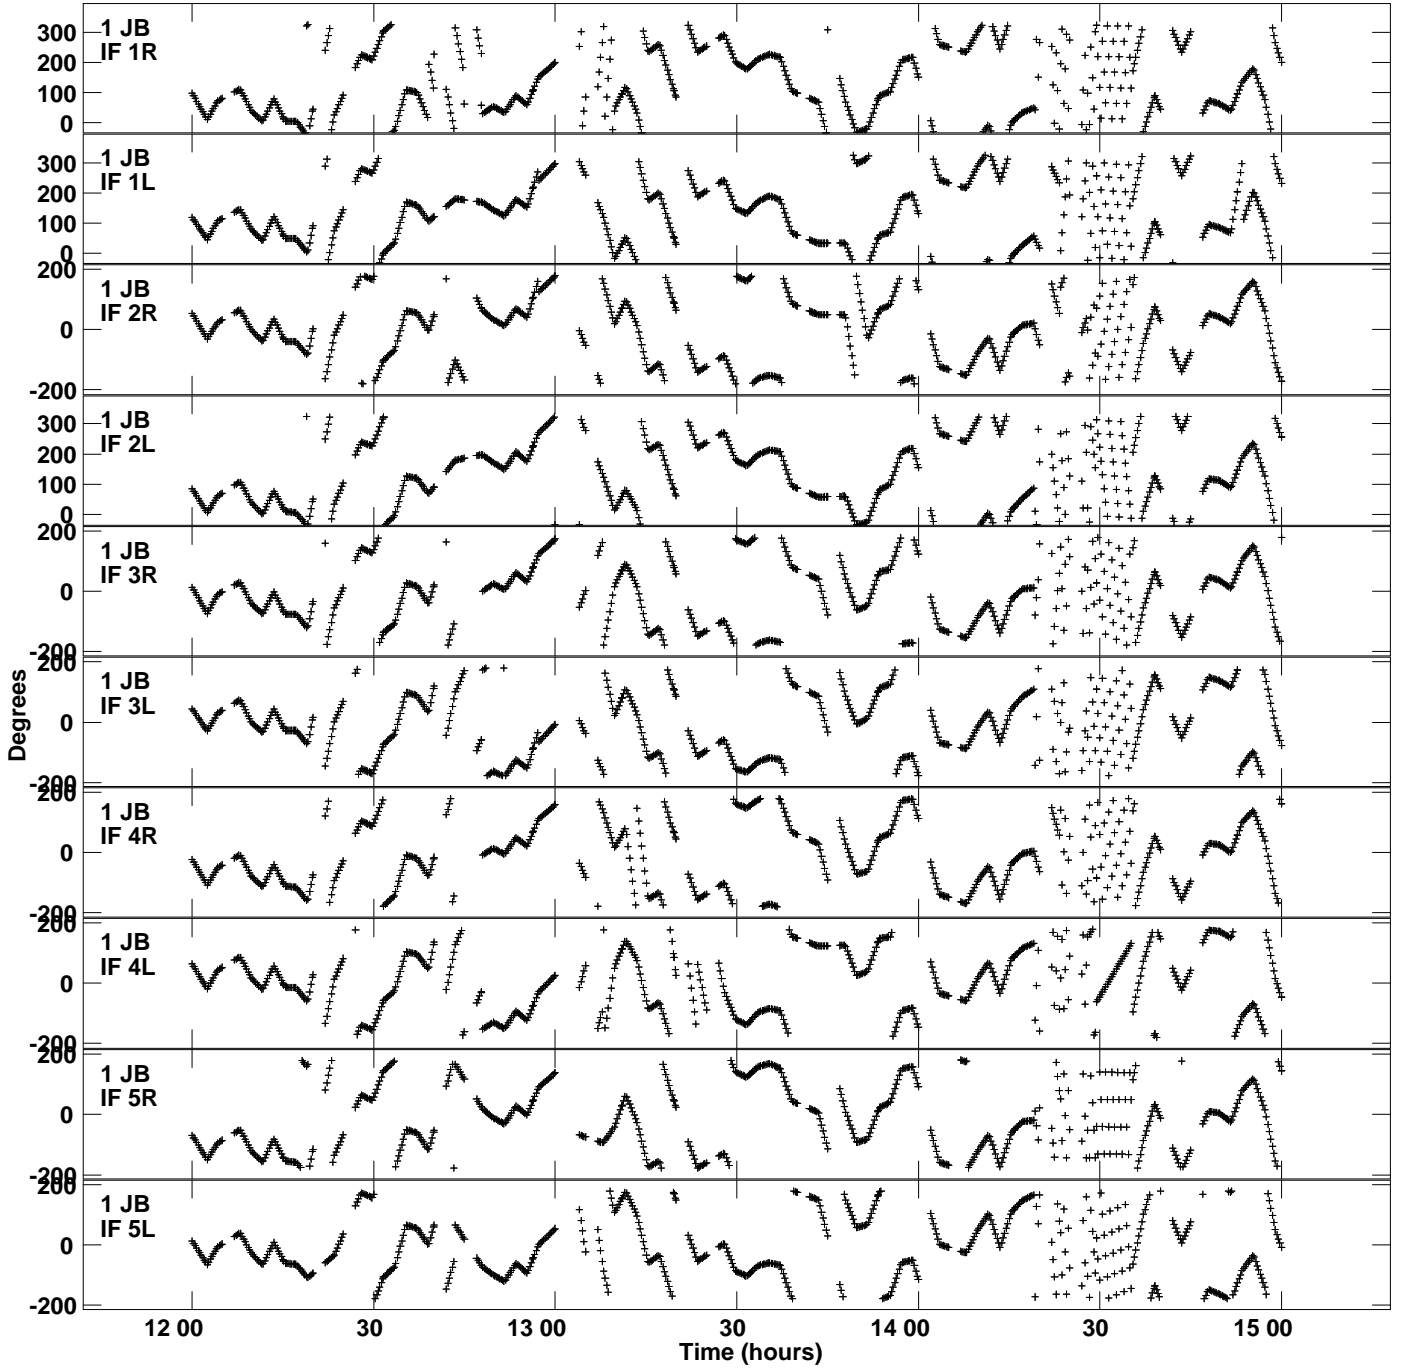 1 JB
IF 1R
300
200
100
0
1 JB
IF 1L
300
200
100
0
1 JB
IF 2R
200
0
-200
1 JB
IF 2L
300
200
100
0
1 JB
IF 3R
200
0
-200
1 JB
IF 3L
200
0
-200
1 JB
IF 4R
200
0
-200
1 JB
IF 4L
200
0
-200
1 JB
IF 5R
200
0
-200
1 JB
IF 5L
200
0
-200
Degrees
12 00 30 13 00 30 14 00 30 15 00
Time (hours)